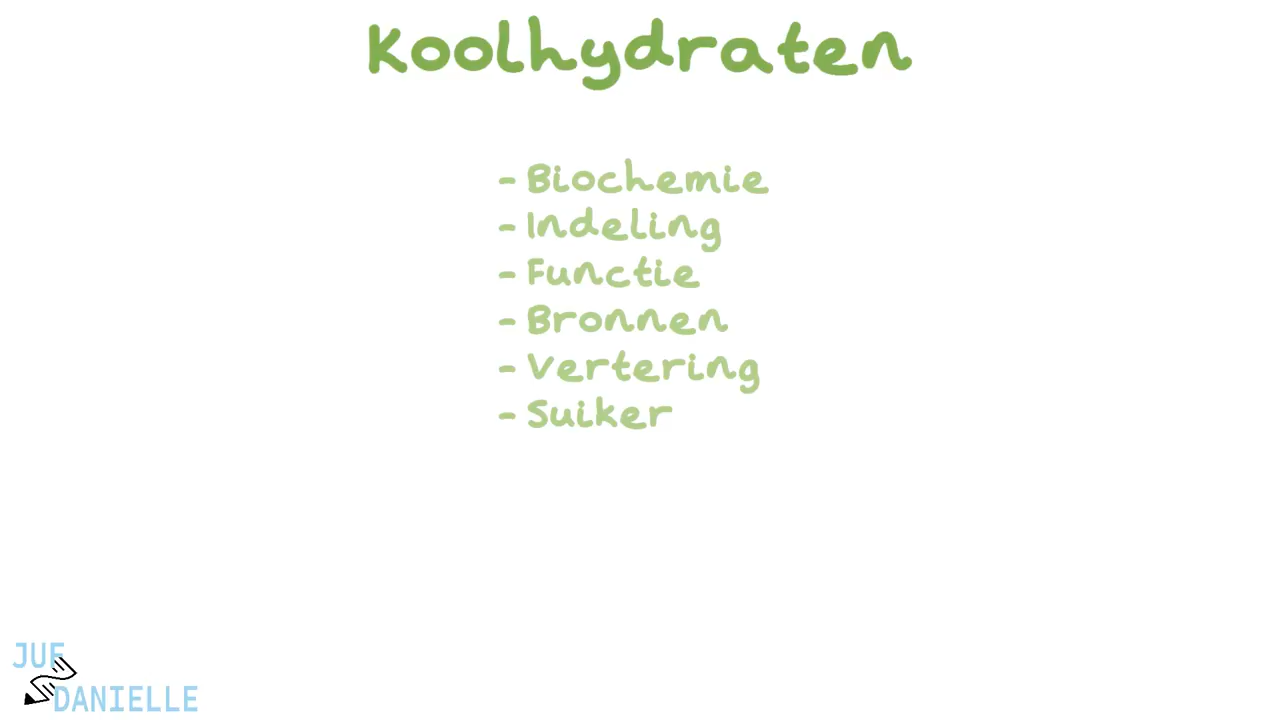 Koolhydraten
- Biochemie
- Indeling
- Functie
- Bronnen
- Vertering
- Suiker
JUF
DANIELLE